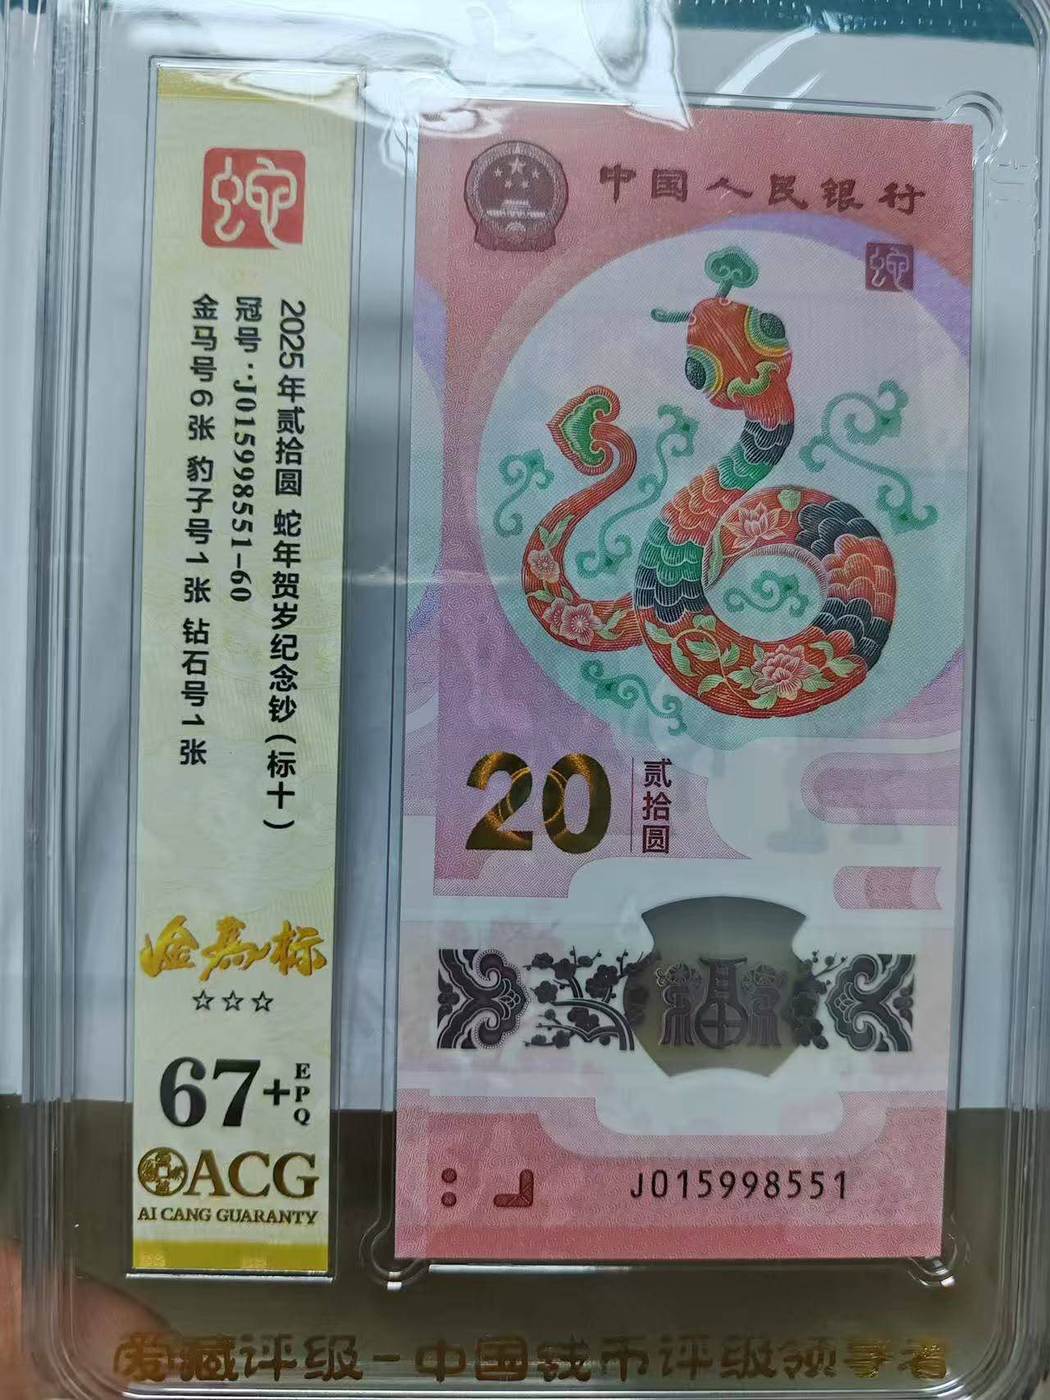 蛇
2025年贰拾圆 蛇年贺岁纪念钞(标十)
冠号:J015998551-60
金马号6张 豹子号1张 钻石号1张
金马标
☆☆☆
67+EPQ
ACG
AI CANG GUARANTY
中国人民银行
蛇
20
贰拾圆
福
J015998551
爱藏评级-中国钱币评级领导者